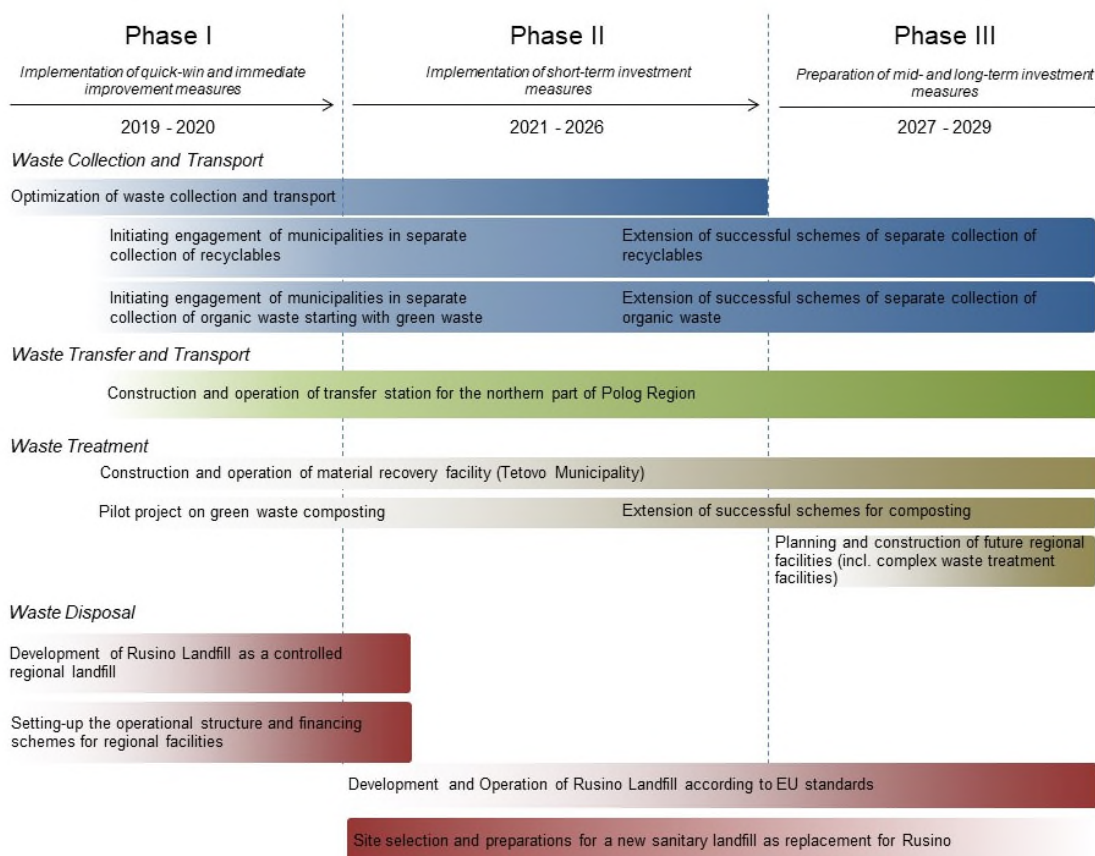 Phase I
Phase II
Phase III
Implementation of quick-win and immediate
improvement measures
Implementation of short-term investment
measures
Preparation of mid- and long-term investment
measures
2019 - 2020
2021 - 2026
2027 - 2029
Waste Collection and Transport
Optimization of waste collection and transport
Initiating engagement of municipalities in separate
collection of recyclables
Extension of successful schemes of separate collection of
recyclables
Initiating engagement of municipalities in separate
collection of organic waste starting with green waste
Extension of successful schemes of separate collection of
organic waste
Waste Transfer and Transport
Construction and operation of transfer station for the northern part of Polog Region
Waste Treatment
Construction and operation of material recovery facility (Tetovo Municipality)
Pilot project on green waste composting
Extension of successful schemes for composting
Planning and construction of future regional
facilities (incl. complex waste treatment
facilities)
Waste Disposal
Development of Rusino Landfill as a controlled
regional landfill
Setting-up the operational structure and financing
schemes for regional facilities
Development and Operation of Rusino Landfill according to EU standards
Site selection and preparations for a new sanitary landfill as replacement for Rusino